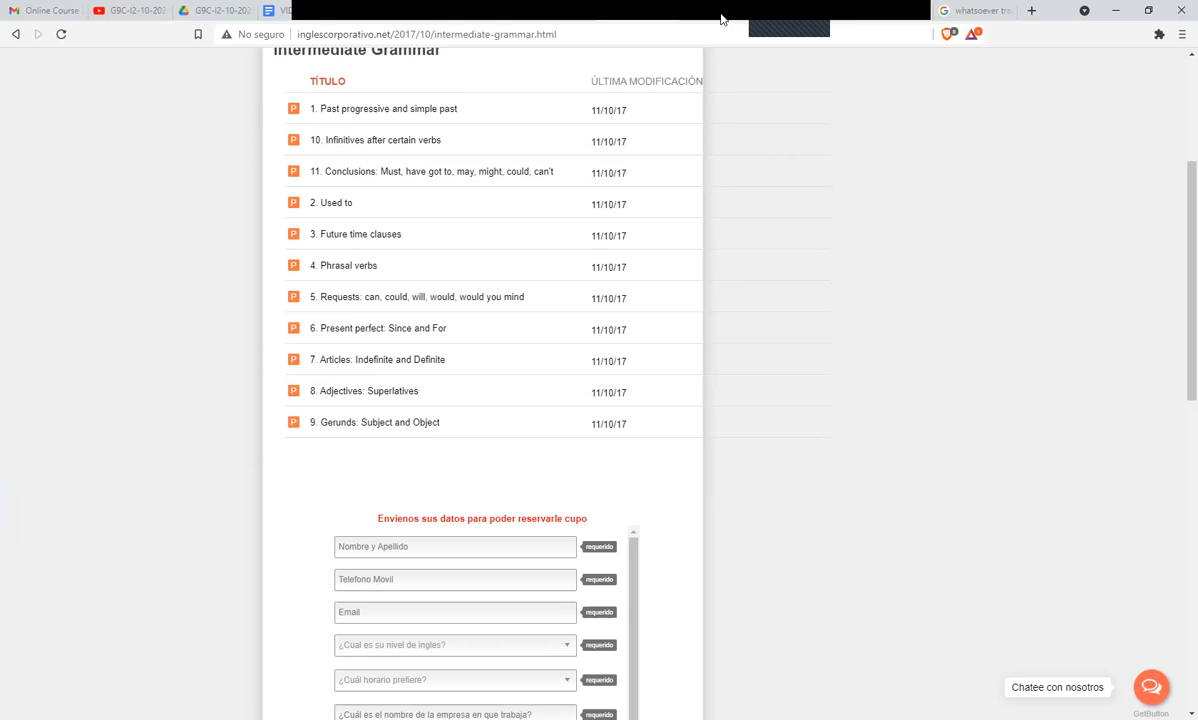 Online Course
G9C-I2-10-202
G9C-I2-10-202
VID
whatsoever tra
No seguro
inglescorporativo.net/2017/10/intermediate-grammar.html
8
1
Intermediate Grammar
TÍTULO ÚLTIMA MODIFICACIÓN
P 1. Past progressive and simple past 11/10/17
P 10. Infinitives after certain verbs 11/10/17
P 11. Conclusions: Must, have got to, may, might, could, can't 11/10/17
P 2. Used to 11/10/17
P 3. Future time clauses 11/10/17
P 4. Phrasal verbs 11/10/17
P 5. Requests: can, could, will, would, would you mind 11/10/17
P 6. Present perfect: Since and For 11/10/17
P 7. Articles: Indefinite and Definite 11/10/17
P 8. Adjectives: Superlatives 11/10/17
P 9. Gerunds: Subject and Object 11/10/17
Envienos sus datos para poder reservarle cupo
Nombre y Apellido requerido
Telefono Movil requerido
Email requerido
¿Cual es su nivel de ingles? requerido
¿Cuál horario prefiere? requerido
¿Cuál es el nombre de la empresa en que trabaja? requerido
Chatee con nosotros
GetButton